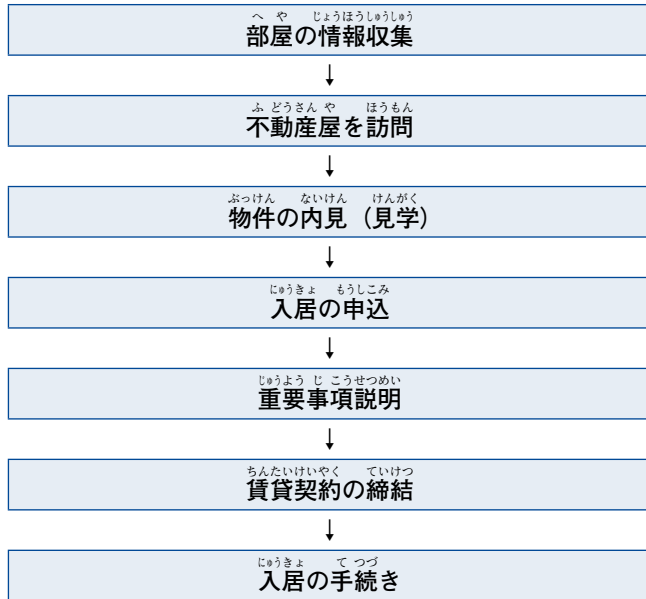 へ や じょうほうしゅうしゅう
部屋の情報収集
↓
ふ どうさん や ほうもん
不動産屋を訪問
↓
ぶっけん ないけん けんがく
物件の内見（見学）
↓
にゅうきょ もうしこみ
入居の申込
↓
じゅうよう じ こうせつめい
重要事項説明
↓
ちんたいけいやく ていけつ
賃貸契約の締結
↓
にゅうきょ て つづ
入居の手続き